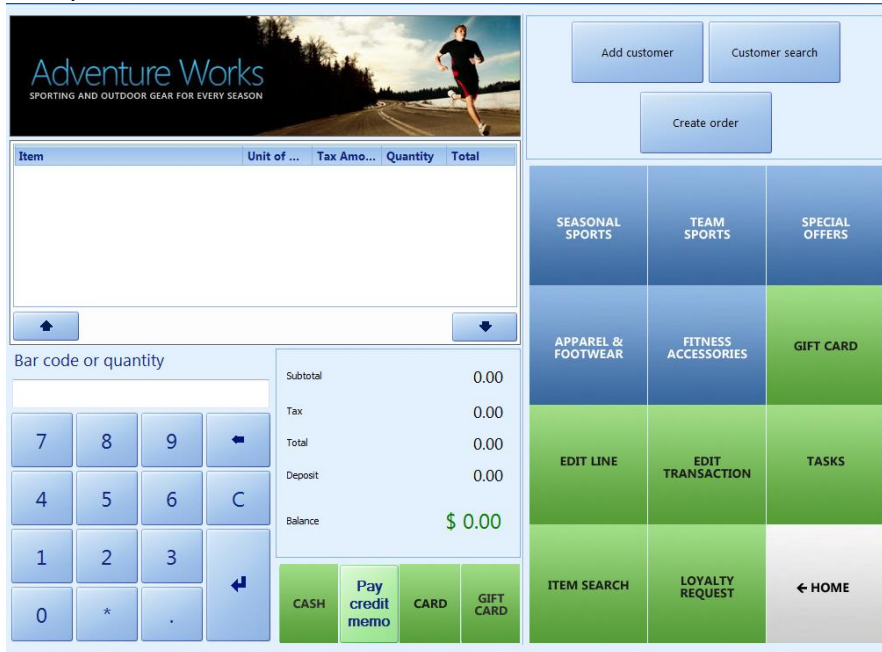 Adventure Works
SPORTING AND OUTDOOR GEAR FOR EVERY SEASON
Add customer
Customer search
Create order
Item Unit of ... Tax Amo... Quantity Total
SEASONAL
SPORTS
TEAM
SPORTS
SPECIAL
OFFERS
APPAREL &
FOOTWEAR
FITNESS
ACCESSORIES
GIFT CARD
EDIT LINE
EDIT
TRANSACTION
TASKS
ITEM SEARCH
LOYALTY
REQUEST
← HOME
Bar code or quantity
7 8 9
4 5 6 C
1 2 3
0 * .
Subtotal 0.00
Tax 0.00
Total 0.00
Deposit 0.00
Balance $ 0.00
CASH
Pay
credit
memo
CARD
GIFT
CARD